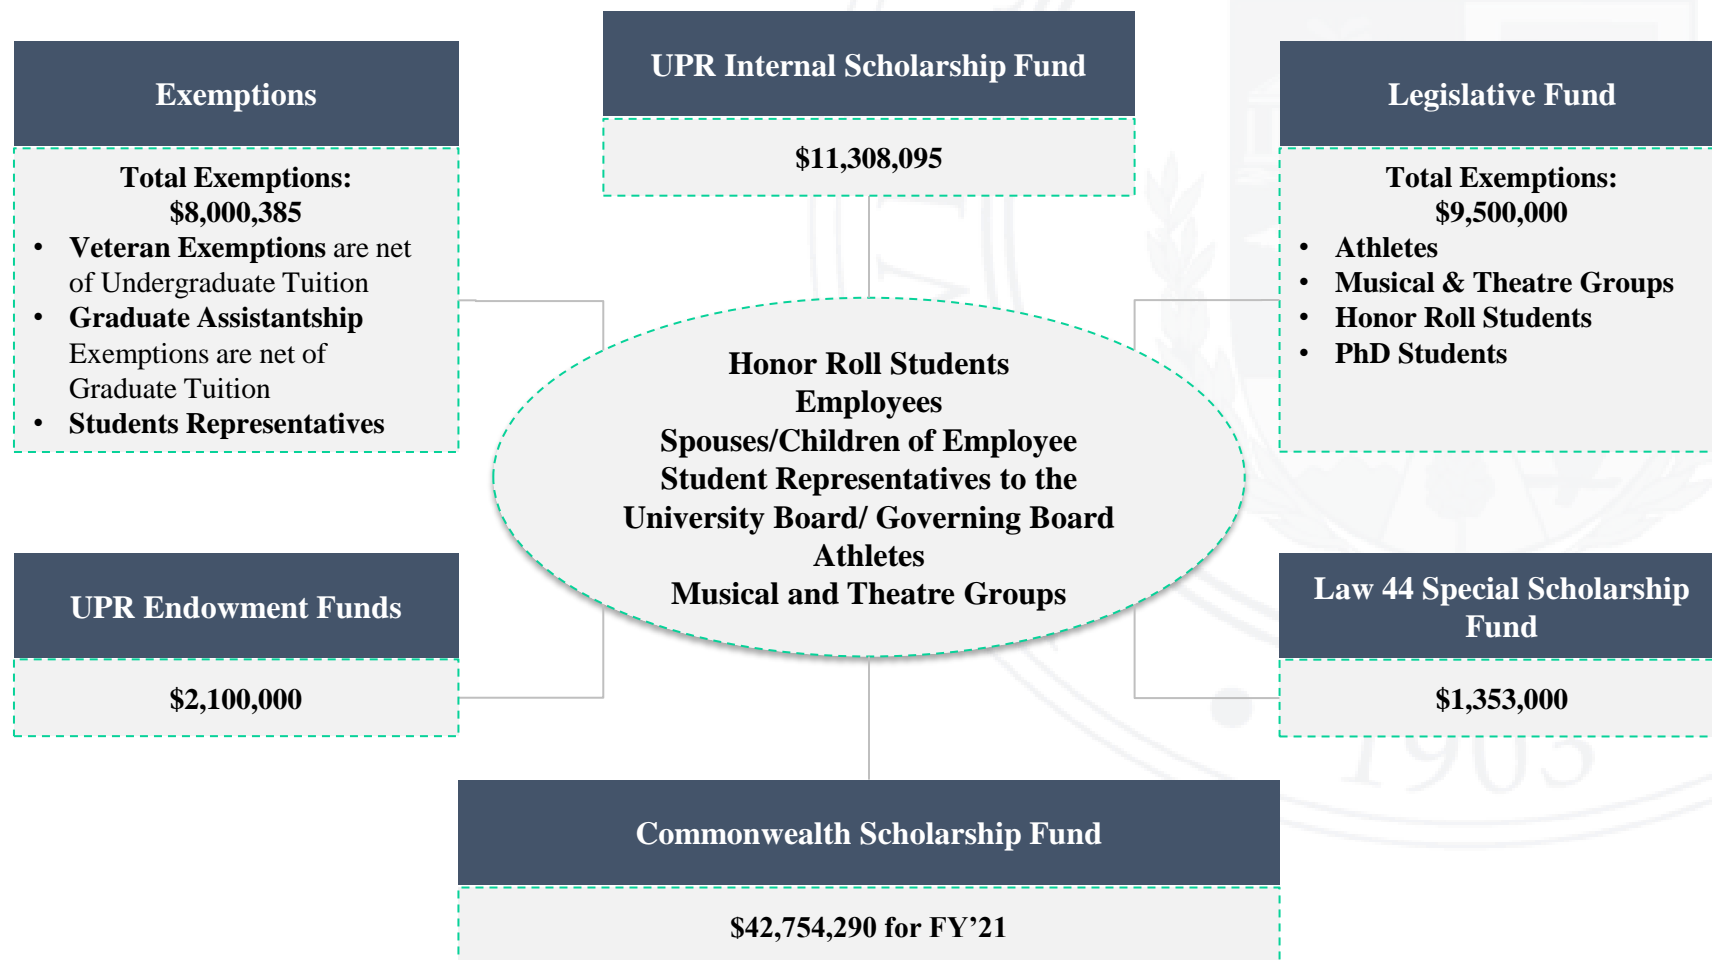 Exemptions
Total Exemptions:
$8,000,385
• Veteran Exemptions are net
of Undergraduate Tuition
• Graduate Assistantship
Exemptions are net of
Graduate Tuition
• Students Representatives
UPR Internal Scholarship Fund
$11,308,095
Legislative Fund
Total Exemptions:
$9,500,000
• Athletes
• Musical & Theatre Groups
• Honor Roll Students
• PhD Students
Honor Roll Students
Employees
Spouses/Children of Employee
Student Representatives to the
University Board/ Governing Board
Athletes
Musical and Theatre Groups
UPR Endowment Funds
$2,100,000
Law 44 Special Scholarship
Fund
$1,353,000
Commonwealth Scholarship Fund
$42,754,290 for FY’21
1903